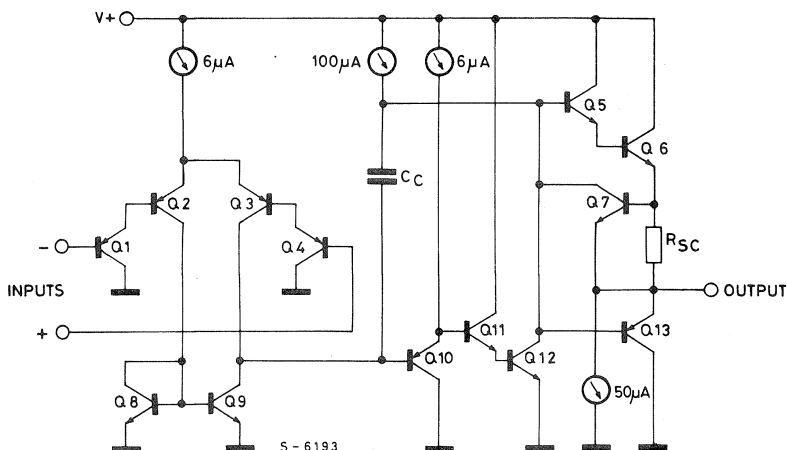 V+
6μA
100μA
6μA
Q5
Q6
CC
Q2
Q3
Q7
Q1
Q4
RSC
-
INPUTS
OUTPUT
+
Q10
Q11
Q12
Q13
Q8
Q9
50μA
S-6193